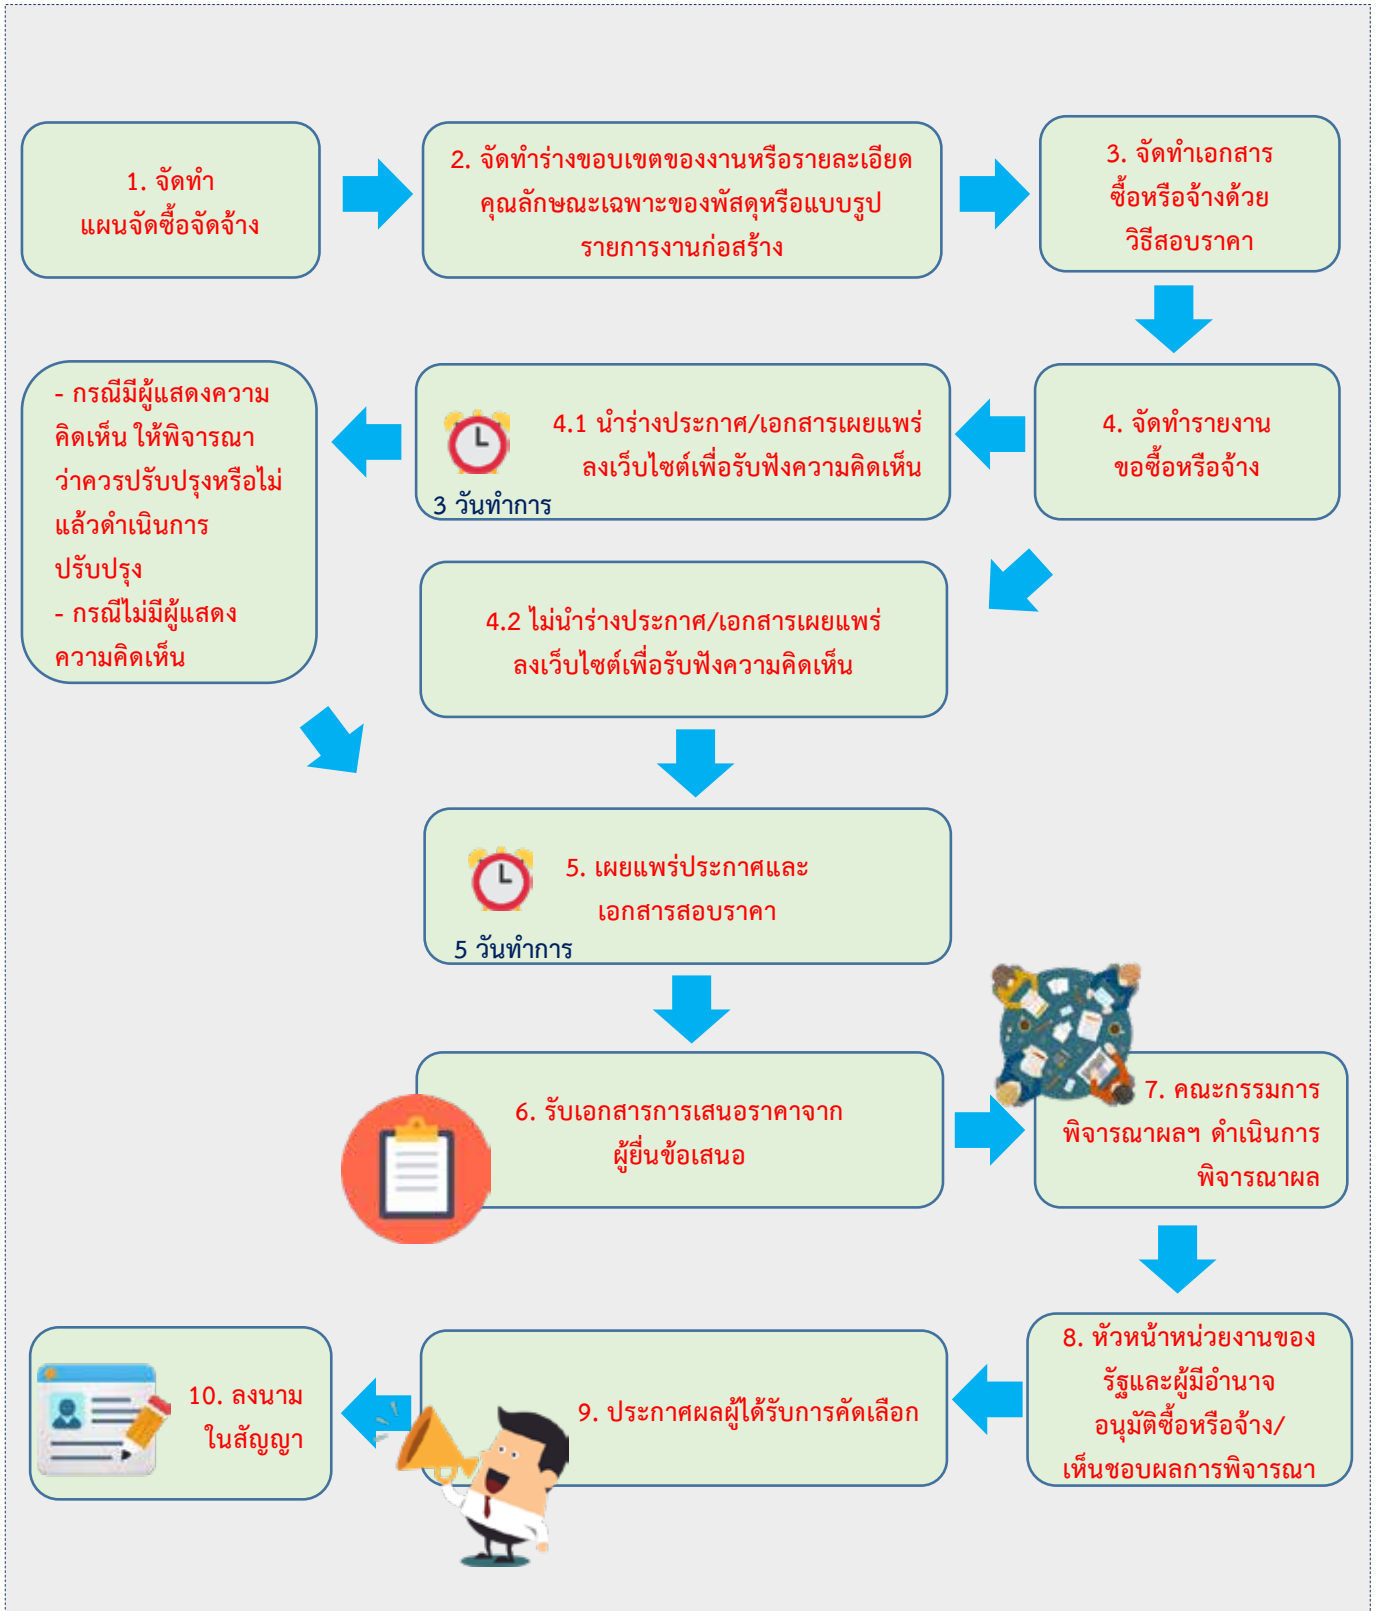 1. จัดทำ
แผนจัดซื้อจัดจ้าง
2. จัดทำร่างขอบเขตของงานหรือรายละเอียด
คุณลักษณะเฉพาะของพัสดุหรือแบบรูป
รายการงานก่อสร้าง
3. จัดทำเอกสาร
ซื้อหรือจ้างด้วย
วิธีสอบราคา
4. จัดทำรายงาน
ขอซื้อหรือจ้าง
4.1 นำร่างประกาศ/เอกสารเผยแพร่
ลงเว็บไซต์เพื่อรับฟังความคิดเห็น
3 วันทำการ
- กรณีมีผู้แสดงความ
คิดเห็น ให้พิจารณา
ว่าควรปรับปรุงหรือไม่
แล้วดำเนินการ
ปรับปรุง
- กรณีไม่มีผู้แสดง
ความคิดเห็น
4.2 ไม่นำร่างประกาศ/เอกสารเผยแพร่
ลงเว็บไซต์เพื่อรับฟังความคิดเห็น
5. เผยแพร่ประกาศและ
เอกสารสอบราคา
5 วันทำการ
6. รับเอกสารการเสนอราคาจาก
ผู้ยื่นข้อเสนอ
7. คณะกรรมการ
พิจารณาผลฯ ดำเนินการ
พิจารณาผล
8. หัวหน้าหน่วยงานของ
รัฐและผู้มีอำนาจ
อนุมัติซื้อหรือจ้าง/
เห็นชอบผลการพิจารณา
9. ประกาศผลผู้ได้รับการคัดเลือก
10. ลงนาม
ในสัญญา